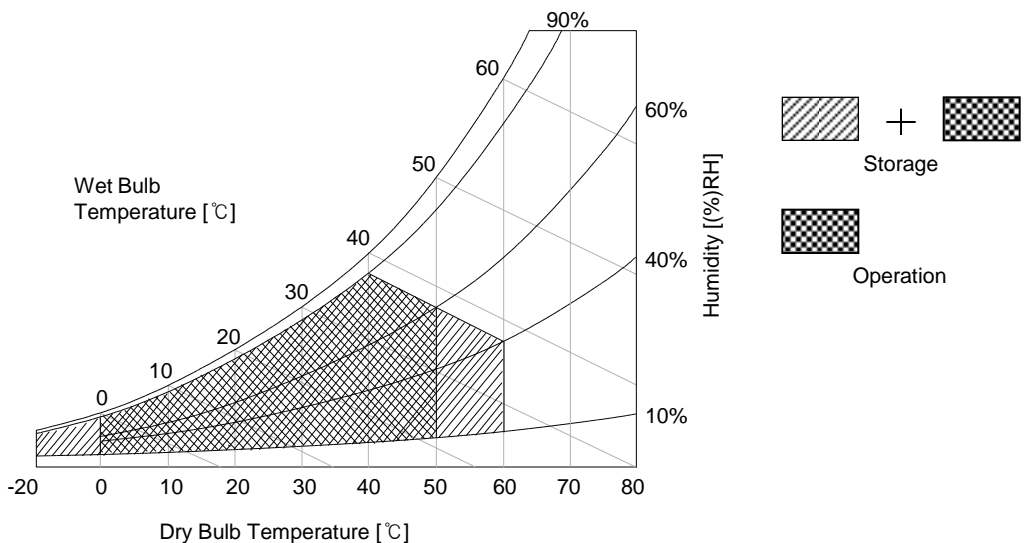 90%
60
60%
50
Wet Bulb
Temperature [℃]
Storage
40
40%
Humidity [(%)RH]
30
Operation
20
10
0
10%
-20 0 10 20 30 40 50 60 70 80
Dry Bulb Temperature [℃]